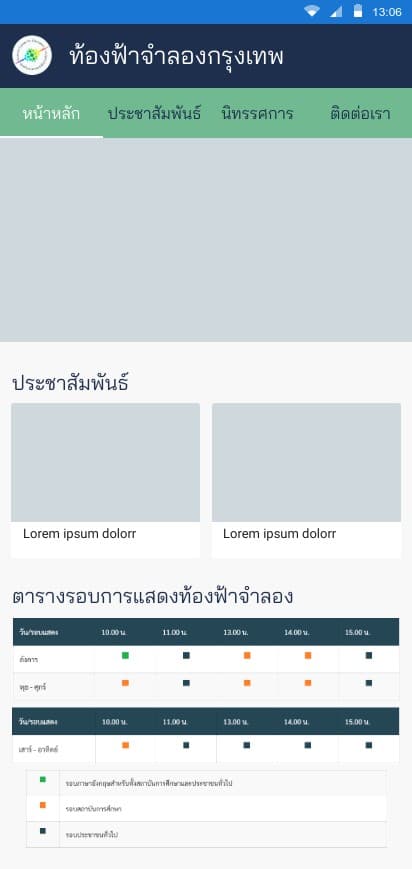 13:06
ท้องฟ้าจำลองกรุงเทพ
หน้าหลัก ประชาสัมพันธ์ นิทรรศการ ติดต่อเรา
ประชาสัมพันธ์
Lorem ipsum dolorr Lorem ipsum dolorr
ตารางรอบการแสดงท้องฟ้าจำลอง
วัน/รอบแสดง 10.00 น. 11.00 น. 13.00 น. 14.00 น. 15.00 น.
อังคาร
พุธ - ศุกร์
วัน/รอบแสดง 10.00 น. 11.00 น. 13.00 น. 14.00 น. 15.00 น.
เสาร์ - อาทิตย์
รอบภาษาอังกฤษสำหรับทั้งสถาบันการศึกษาและประชาชนทั่วไป
รอบสถาบันการศึกษา
รอบประชาชนทั่วไป